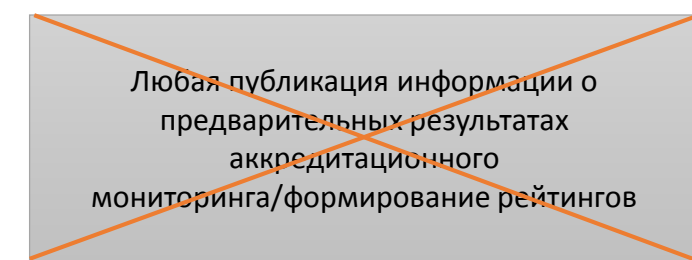 Любая публикация информации о
предварительных результатах
аккредитационного
мониторинга/формирование рейтингов